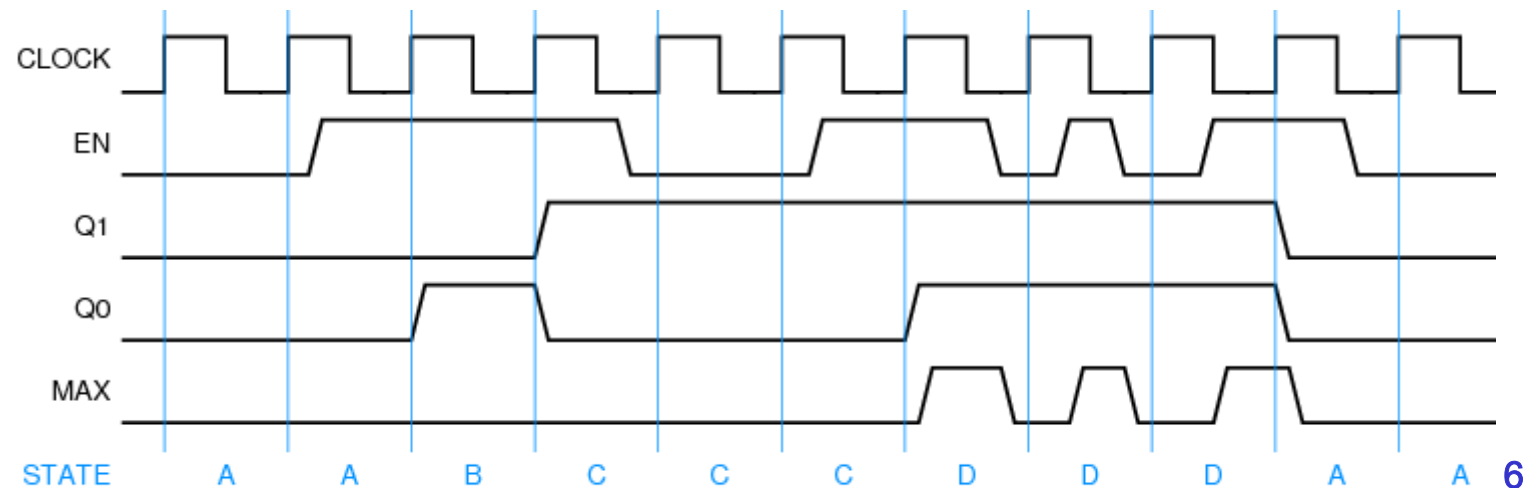 CLOCK
EN
Q1
Q0
MAX
STATE A A B C C C D D D A A 6